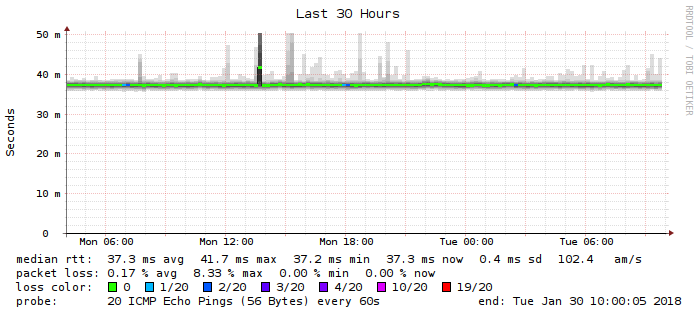 Last 30 Hours
RRDTOOL / TOBI OETIKER
Seconds
50 m
40 m
30 m
20 m
10 m
0
Mon 06:00 Mon 12:00 Mon 18:00 Tue 00:00 Tue 06:00
median rtt: 37.3 ms avg 41.7 ms max 37.2 ms min 37.3 ms now 0.4 ms sd 102.4 am/s
packet loss: 0.17 % avg 8.33 % max 0.00 % min 0.00 % now
loss color: 0 1/20 2/20 3/20 4/20 10/20 19/20
probe: 20 ICMP Echo Pings (56 Bytes) every 60s end: Tue Jan 30 10:00:05 2018